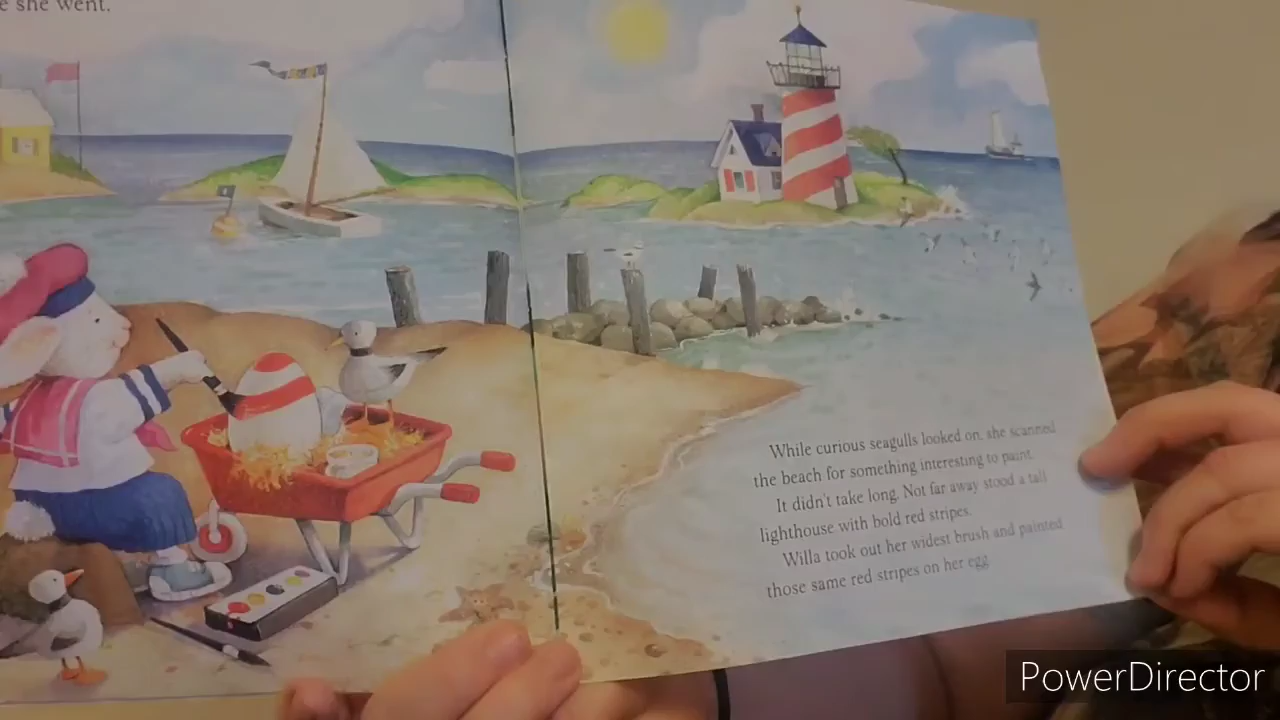 e she went.
While curious seagulls looked on, she scanned
the beach for something interesting to paint.
It didn't take long. Not far away stood a tall
lighthouse with bold red stripes.
Willa took out her widest brush and painted
those same red stripes on her egg.
PowerDirector